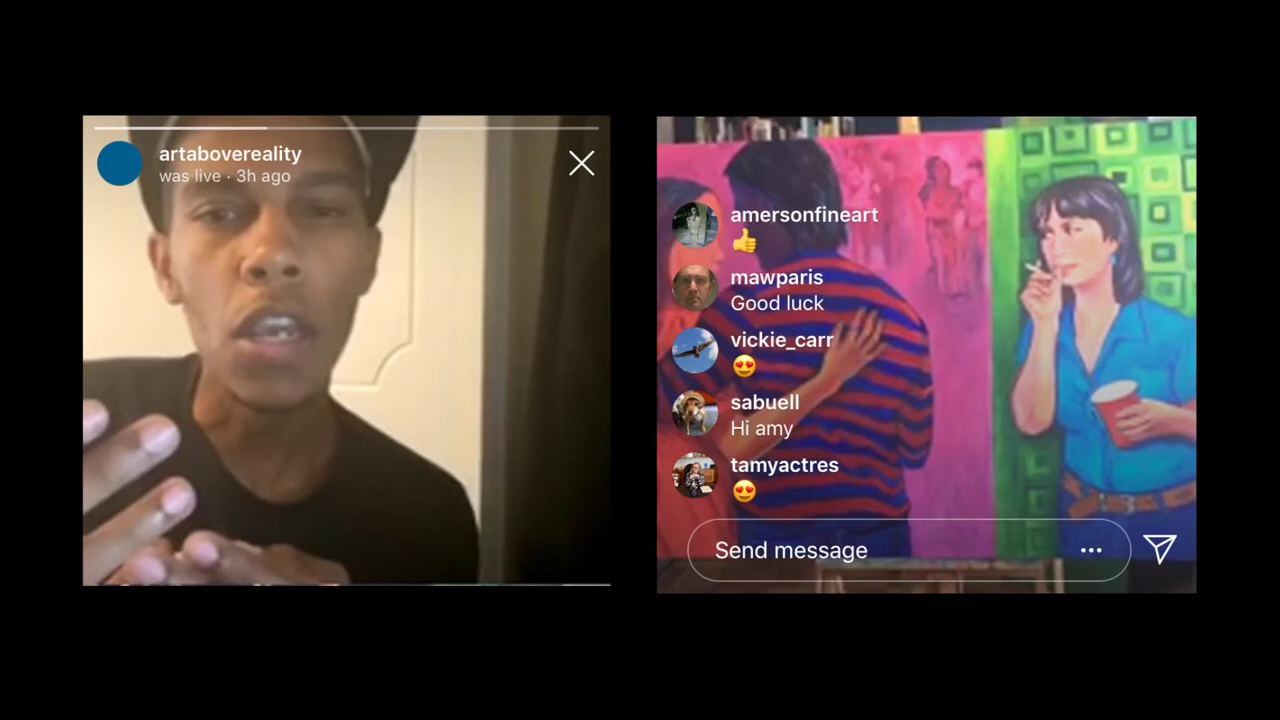 artabovereality
was live · 3h ago
amersonfineart
👍
mawparis
Good luck
vickie_carr
😍
sabuell
Hi amy
tamyactres
😍
Send message